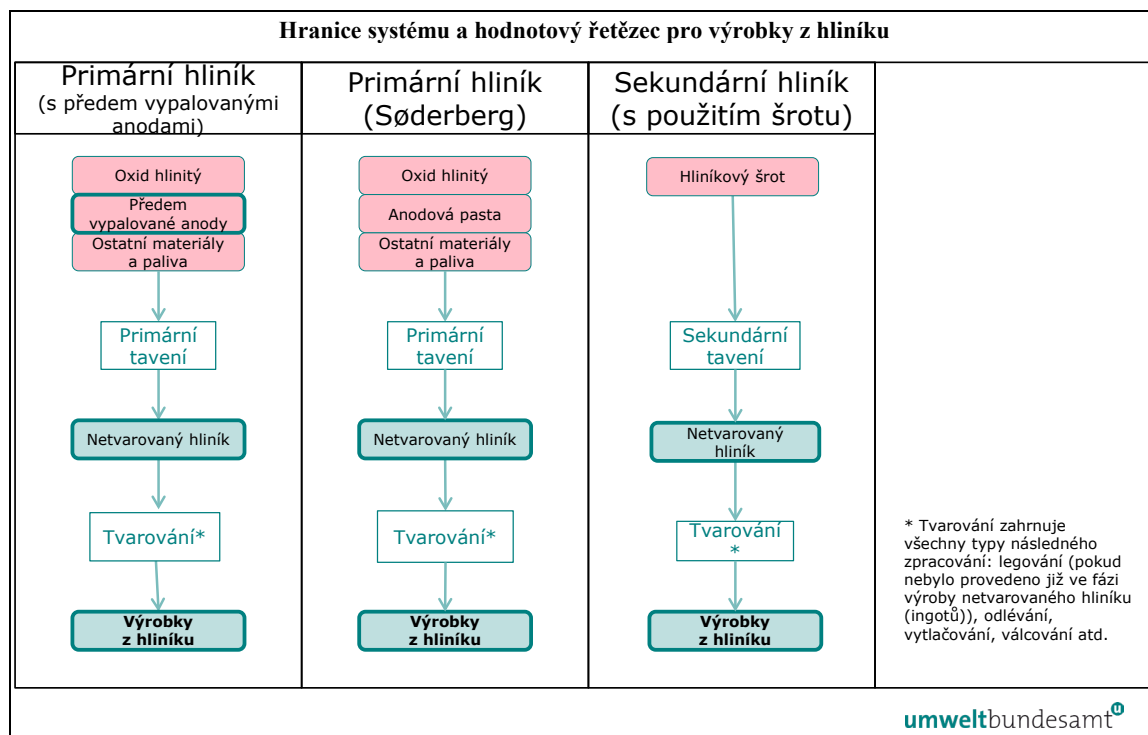 Hranice systému a hodnotový řetězec pro výrobky z hliníku
Primární hliník
(s předem vypalovanými
anodami)
Oxid hlinitý
Předem
vypalované anody
Ostatní materiály
a paliva
Primární
tavení
Netvarovaný hliník
Tvarování*
Výrobky
z hliníku
Primární hliník
(Søderberg)
Oxid hlinitý
Anodová pasta
Ostatní materiály
a paliva
Primární
tavení
Netvarovaný hliník
Tvarování*
Výrobky
z hliníku
Sekundární hliník
(s použitím šrotu)
Hliníkový šrot
Sekundární
tavení
Netvarovaný
hliník
Tvarování
*
Výrobky
z hliníku
* Tvarování zahrnuje
všechny typy následného
zpracování: legování (pokud
nebylo provedeno již ve fázi
výroby netvarovaného hliníku
(ingotů)), odlévání,
vytlačování, válcování atd.
umweltbundesamt u